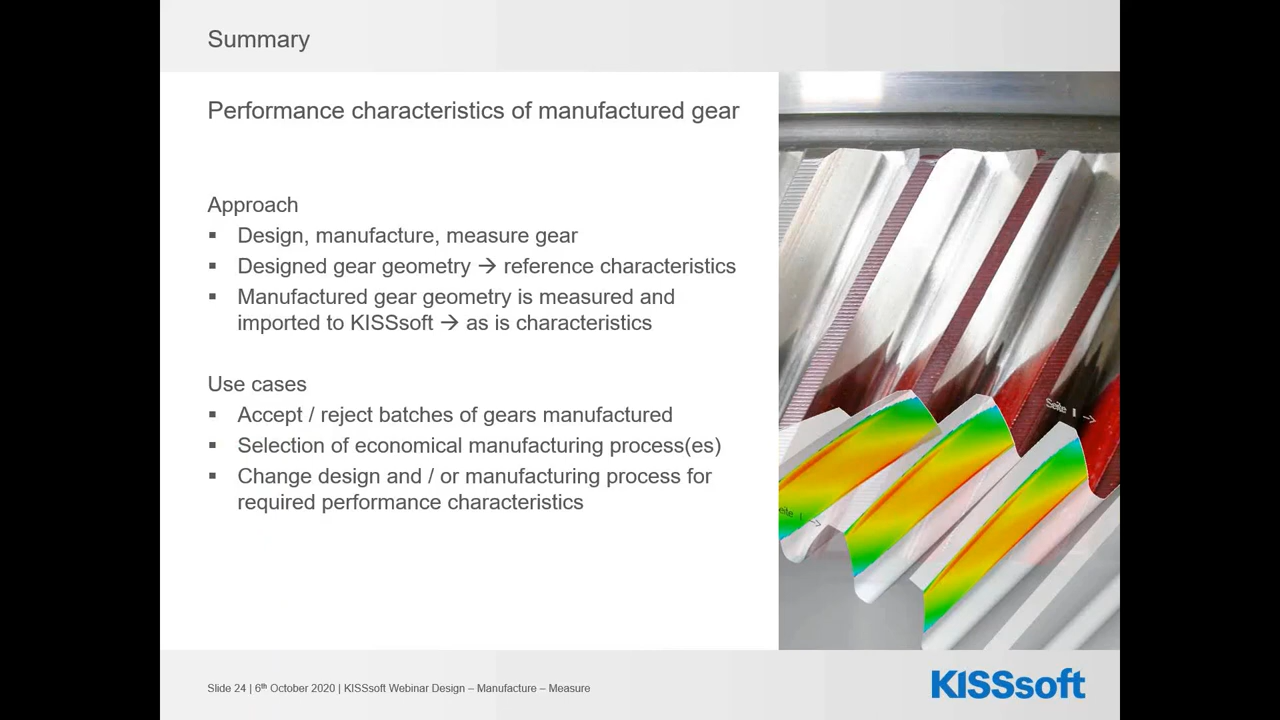 Summary
Performance characteristics of manufactured gear
Approach
▪ Design, manufacture, measure gear
▪ Designed gear geometry → reference characteristics
▪ Manufactured gear geometry is measured and
imported to KISSsoft → as is characteristics
Use cases
▪ Accept / reject batches of gears manufactured
▪ Selection of economical manufacturing process(es)
▪ Change design and / or manufacturing process for
required performance characteristics
Seite I →
eite I →
Slide 24 | 6th October 2020 | KISSsoft Webinar Design – Manufacture – Measure
KISSsoft